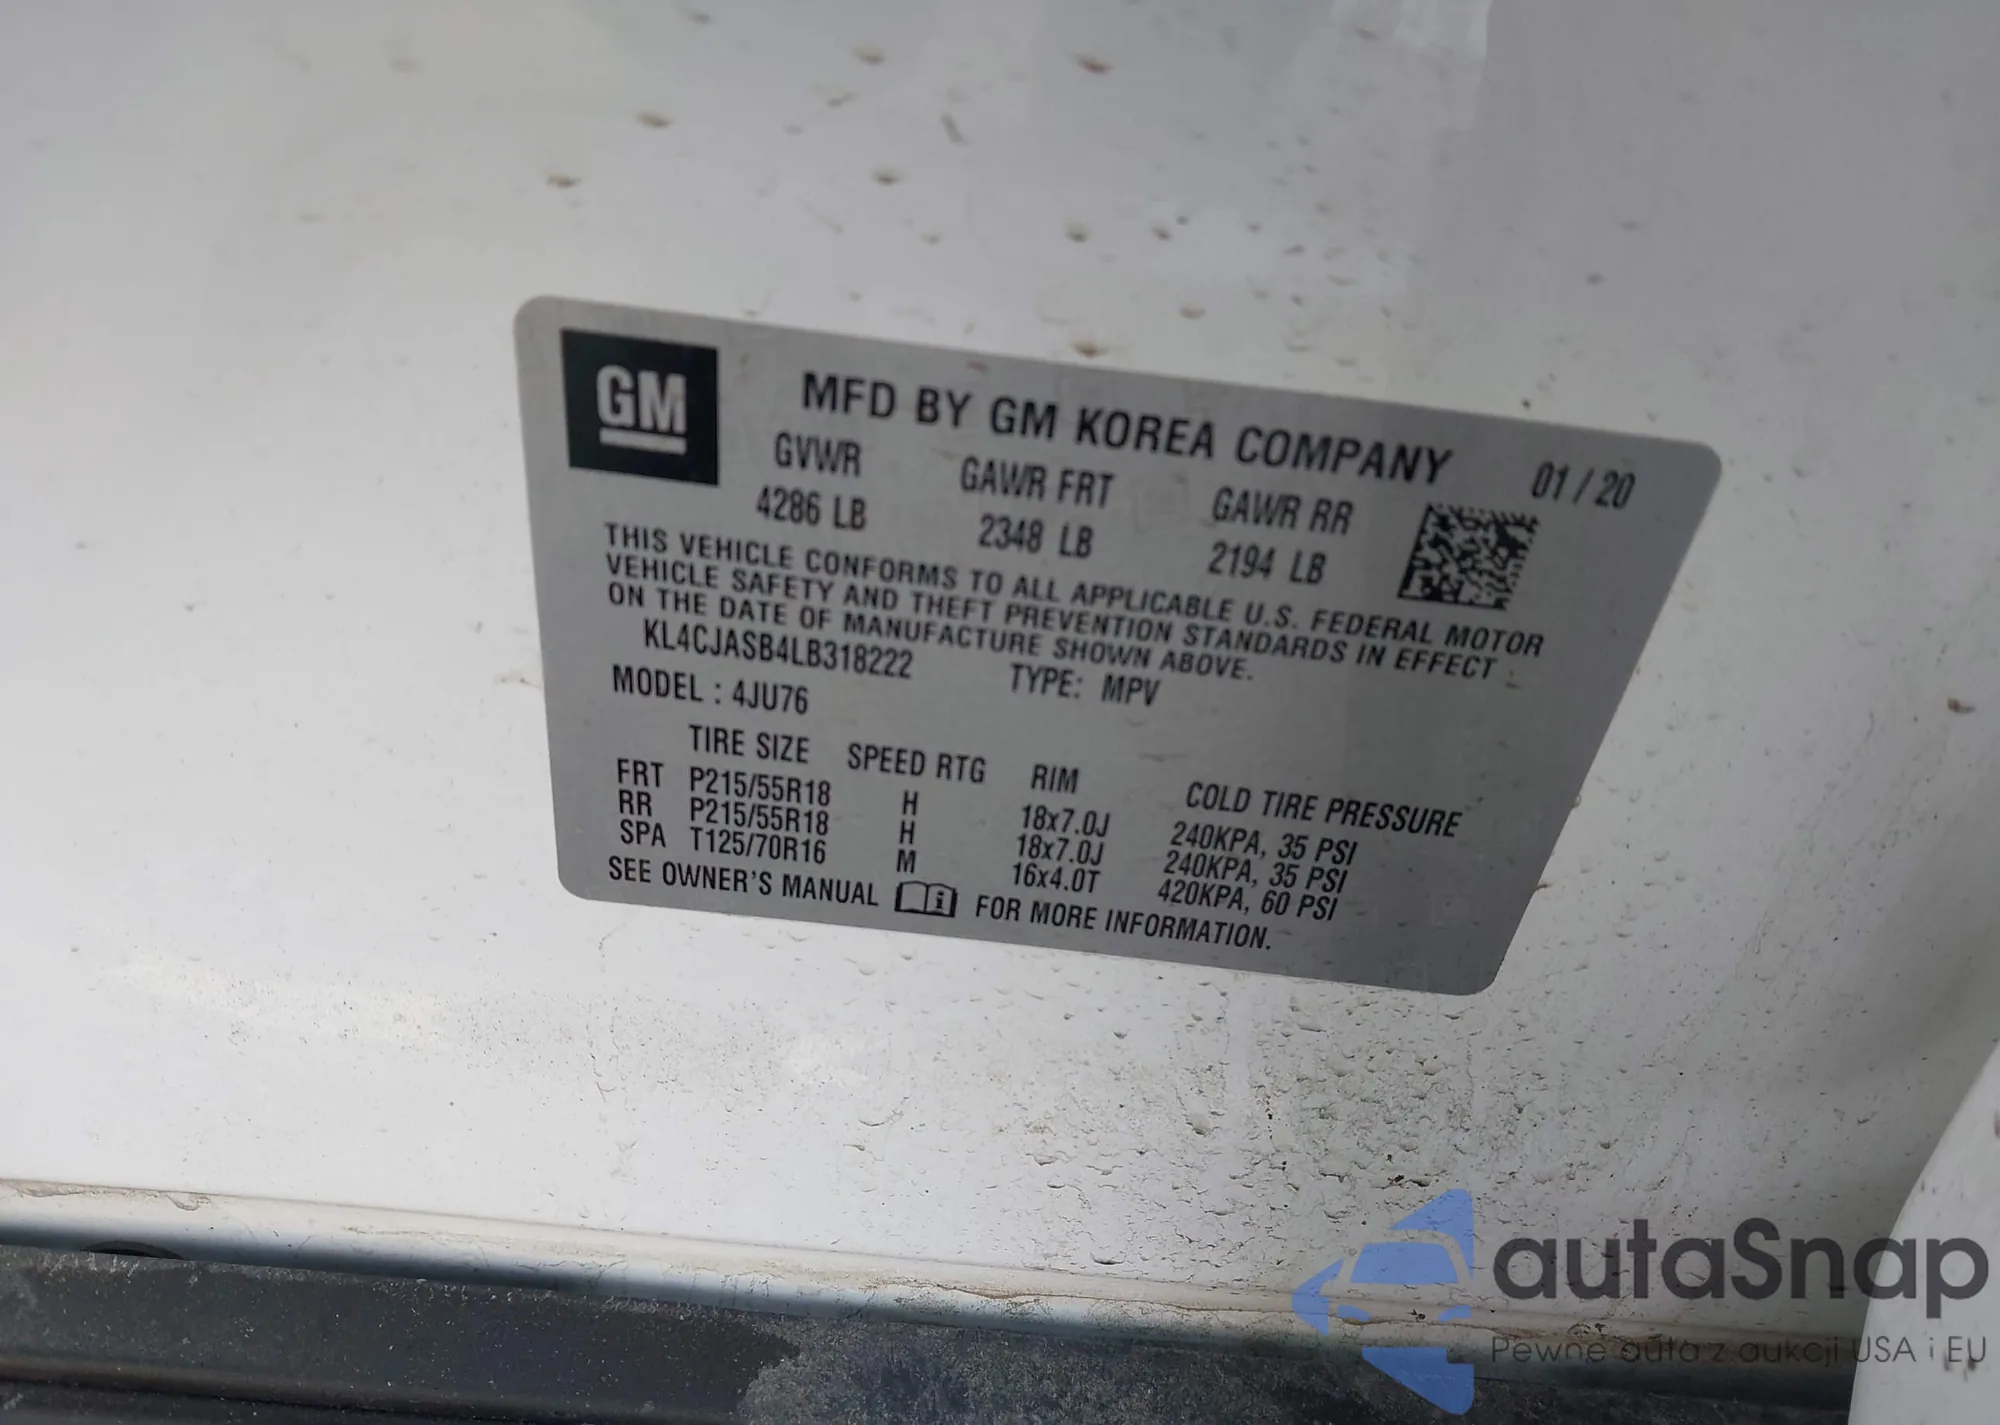 GM
MFD BY GM KOREA COMPANY 01 / 20
GVWR GAWR FRT GAWR RR
4286 LB 2348 LB 2194 LB
THIS VEHICLE CONFORMS TO ALL APPLICABLE U.S. FEDERAL MOTOR
VEHICLE SAFETY AND THEFT PREVENTION STANDARDS IN EFFECT
ON THE DATE OF MANUFACTURE SHOWN ABOVE.
KL4CJASB4LB318222 TYPE: MPV
MODEL : 4JU76
TIRE SIZE SPEED RTG RIM COLD TIRE PRESSURE
FRT P215/55R18 H 18x7.0J 240KPA, 35 PSI
RR P215/55R18 H 18x7.0J 240KPA, 35 PSI
SPA T125/70R16 M 16x4.0T 420KPA, 60 PSI
SEE OWNER'S MANUAL i FOR MORE INFORMATION.
autaSnap
Pewne auta z aukcji USA i EU